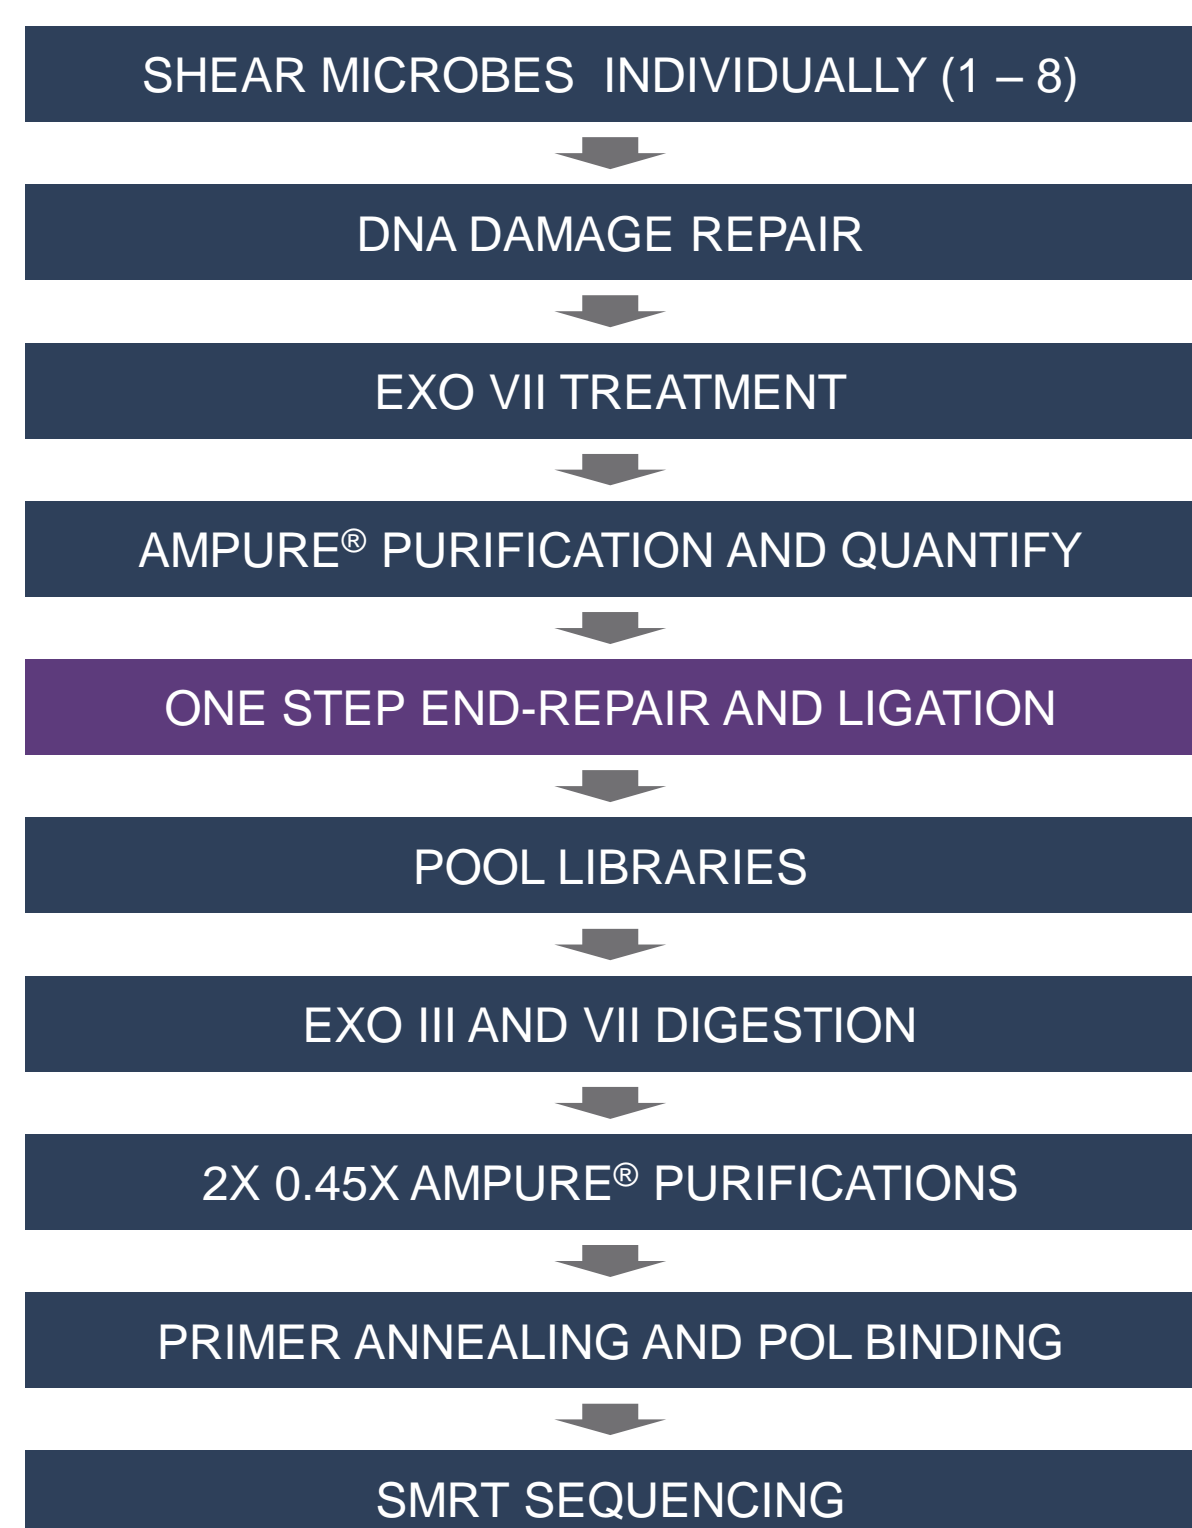 SHEAR MICROBES INDIVIDUALLY (1 – 8)
DNA DAMAGE REPAIR
EXO VII TREATMENT
AMPURE® PURIFICATION AND QUANTIFY
ONE STEP END-REPAIR AND LIGATION
POOL LIBRARIES
EXO III AND VII DIGESTION
2X 0.45X AMPURE® PURIFICATIONS
PRIMER ANNEALING AND POL BINDING
SMRT SEQUENCING